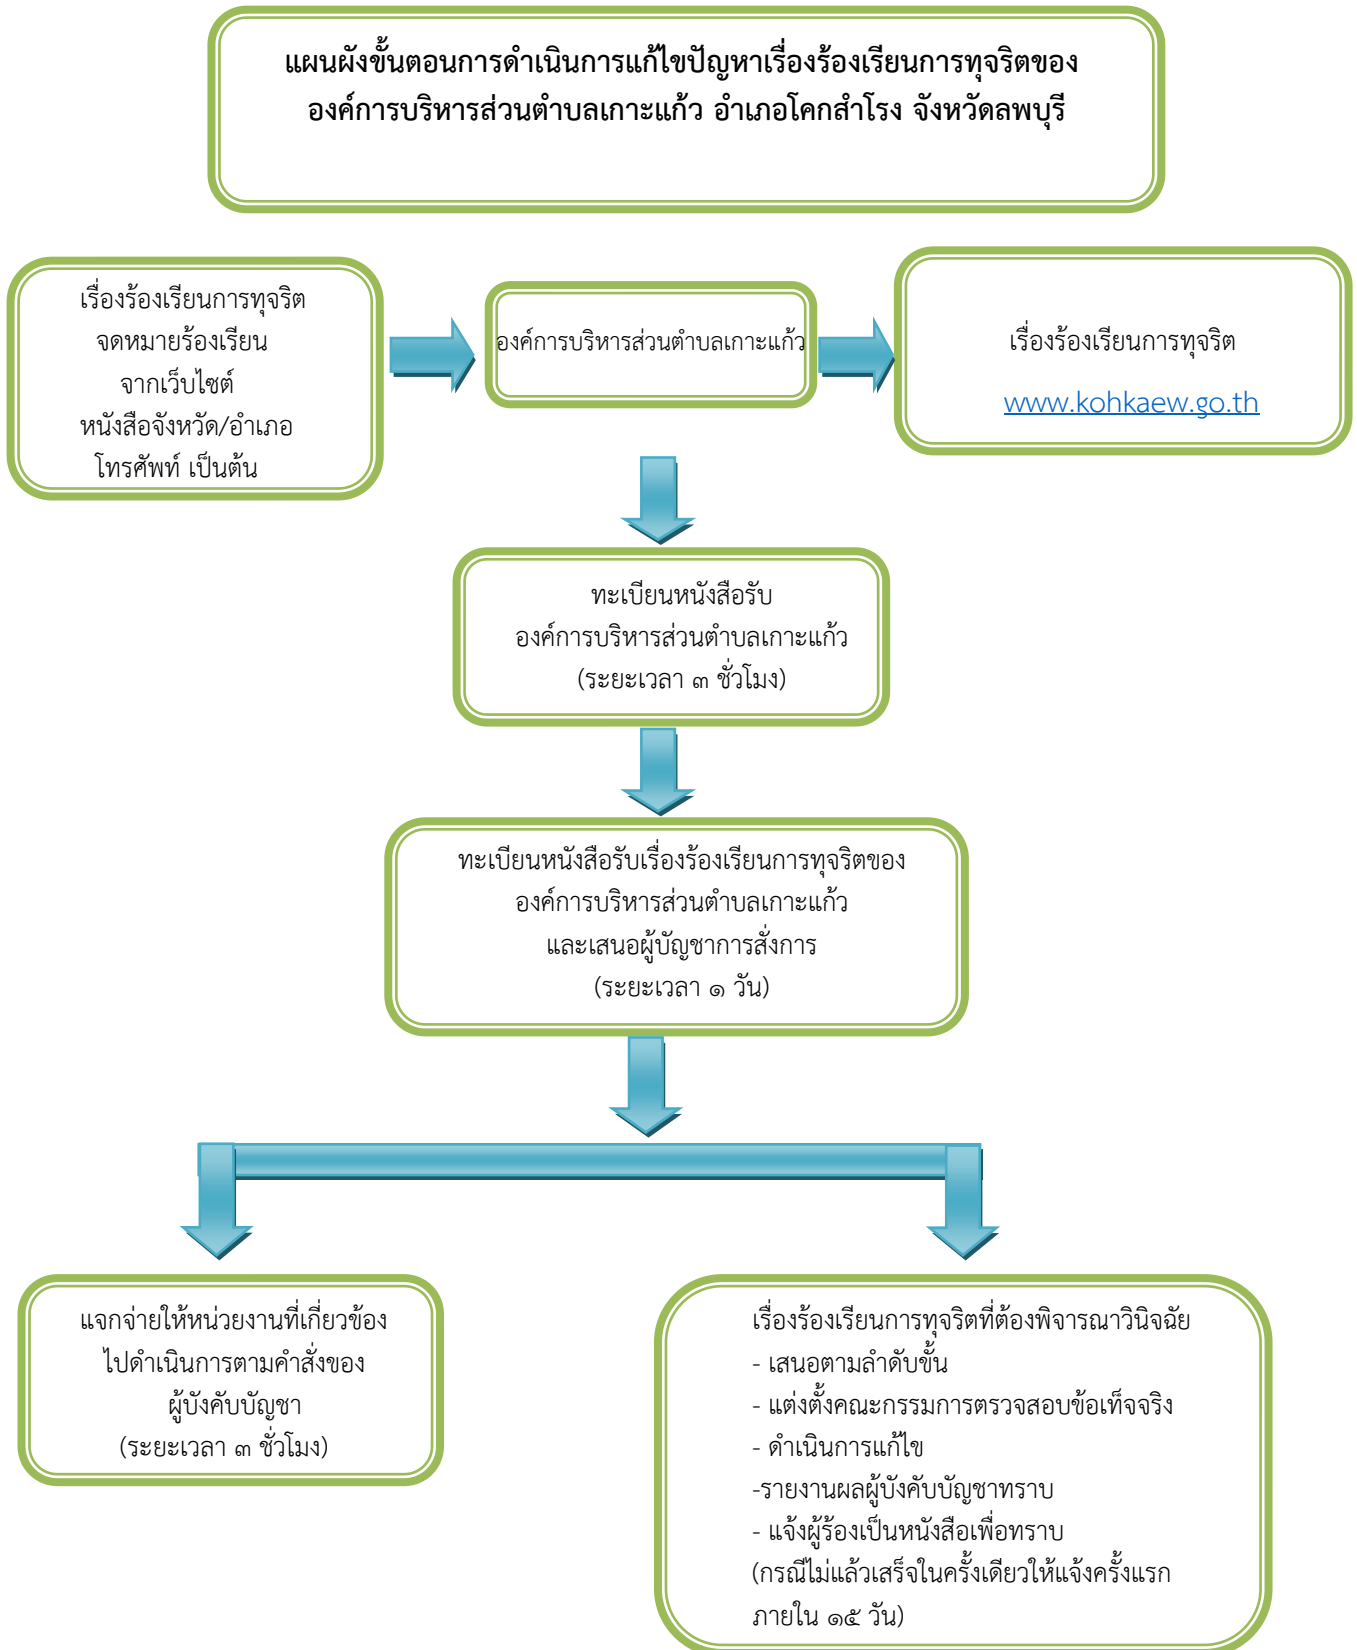 แผนผังขั้นตอนการดำเนินการแก้ไขปัญหาเรื่องร้องเรียนการทุจริตของ
องค์การบริหารส่วนตำบลเกาะแก้ว อำเภอโคกสำโรง จังหวัดลพบุรี
เรื่องร้องเรียนการทุจริต
จดหมายร้องเรียน
จากเว็บไซต์
หนังสือจังหวัด/อำเภอ
โทรศัพท์ เป็นต้น
องค์การบริหารส่วนตำบลเกาะแก้ว
เรื่องร้องเรียนการทุจริต
www.kohkaew.go.th
ทะเบียนหนังสือรับ
องค์การบริหารส่วนตำบลเกาะแก้ว
(ระยะเวลา ๓ ชั่วโมง)
ทะเบียนหนังสือรับเรื่องร้องเรียนการทุจริตของ
องค์การบริหารส่วนตำบลเกาะแก้ว
และเสนอผู้บัญชาการสั่งการ
(ระยะเวลา ๑ วัน)
แจกจ่ายให้หน่วยงานที่เกี่ยวข้อง
ไปดำเนินการตามคำสั่งของ
ผู้บังคับบัญชา
(ระยะเวลา ๓ ชั่วโมง)
เรื่องร้องเรียนการทุจริตที่ต้องพิจารณาวินิจฉัย
- เสนอตามลำดับขั้น
- แต่งตั้งคณะกรรมการตรวจสอบข้อเท็จจริง
- ดำเนินการแก้ไข
-รายงานผลผู้บังคับบัญชาทราบ
- แจ้งผู้ร้องเป็นหนังสือเพื่อทราบ
(กรณีไม่แล้วเสร็จในครั้งเดียวให้แจ้งครั้งแรก
ภายใน ๑๕ วัน)